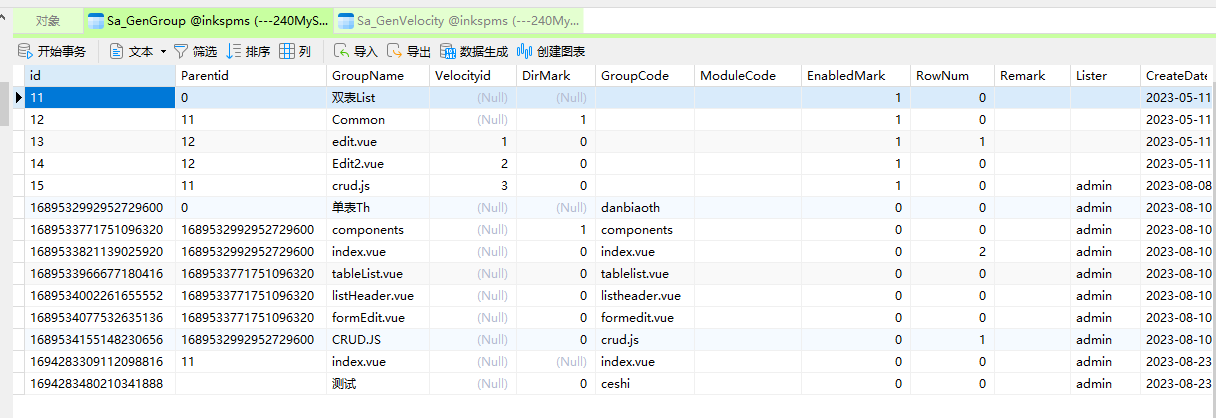 对象 Sa_GenGroup @inkspms (---240MyS... Sa_GenVelocity @inkspms (---240My...
开始事务 文本 筛选 排序 列 导入 导出 数据生成 创建图表
id Parentid GroupName Velocityid DirMark GroupCode ModuleCode EnabledMark RowNum Remark Lister CreateDate
11 0 双表List (Null) (Null) 1 0 2023-05-11
12 11 Common (Null) 1 1 0 2023-05-11
13 12 edit.vue 1 0 1 1 2023-05-11
14 12 Edit2.vue 2 0 1 0 2023-05-11
15 11 crud.js 3 0 1 0 admin 2023-08-08
1689532992952729600 0 单表Th (Null) (Null) danbiaoth 0 0 admin 2023-08-10
1689533771751096320 1689532992952729600 components (Null) 1 components 0 0 admin 2023-08-10
1689533821139025920 1689532992952729600 index.vue (Null) 0 index.vue 0 2 admin 2023-08-10
1689533966677180416 1689533771751096320 tableList.vue (Null) 0 tablelist.vue 0 0 admin 2023-08-10
1689534002261655552 1689533771751096320 listHeader.vue (Null) 0 listheader.vue 0 0 admin 2023-08-10
1689534077532635136 1689533771751096320 formEdit.vue (Null) 0 formedit.vue 0 0 admin 2023-08-10
1689534155148230656 1689532992952729600 CRUD.JS (Null) 0 crud.js 0 1 admin 2023-08-10
1694283309112098816 11 index.vue (Null) (Null) index.vue 0 0 admin 2023-08-23
1694283480210341888 测试 (Null) 0 ceshi 0 0 admin 2023-08-23